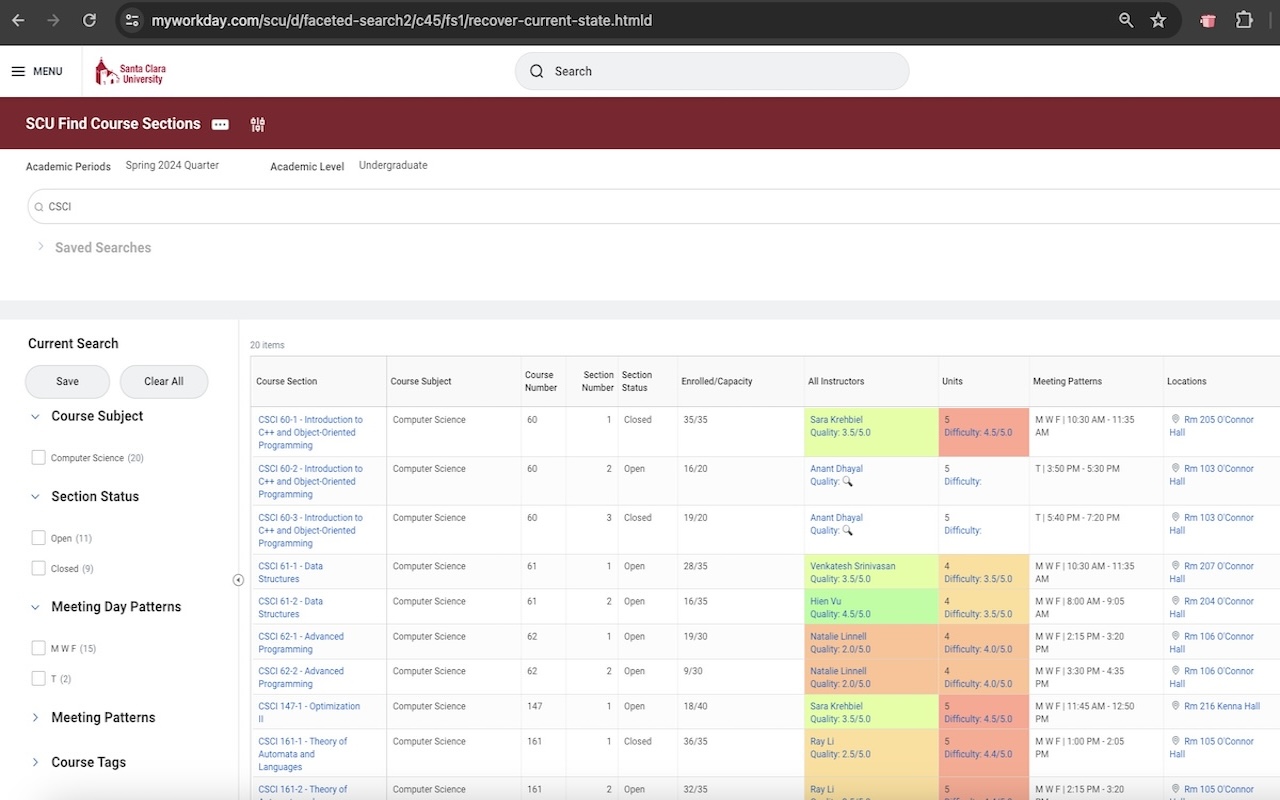 myworkday.com/scu/d/faceted-search2/c45/fs1/recover-current-state.htmld
MENU
Santa Clara
University
Search
SCU Find Course Sections
Academic Periods Spring 2024 Quarter Academic Level Undergraduate
CSCI
Saved Searches
Current Search
Save Clear All
Course Subject
Computer Science (20)
Section Status
Open (11)
Closed (9)
Meeting Day Patterns
M W F (15)
T (2)
Meeting Patterns
Course Tags
20 items
Course Section Course Subject Course Number Section Number Section Status Enrolled/Capacity All Instructors Units Meeting Patterns Locations
CSCI 60-1 - Introduction to Computer Science 60 1 Closed 35/35 Sara Krehbiel 5 M W F | 10:30 AM - 11:35 Rm 205 O'Connor
C++ and Object-Oriented Quality: 3.5/5.0 Difficulty: 4.5/5.0 AM Hall
Programming
CSCI 60-2 - Introduction to Computer Science 60 2 Open 16/20 Anant Dhayal 5 T | 3:50 PM - 5:30 PM Rm 103 O'Connor
C++ and Object-Oriented Quality: Difficulty: Hall
Programming
CSCI 60-3 - Introduction to Computer Science 60 3 Closed 19/20 Anant Dhayal 5 T | 5:40 PM - 7:20 PM Rm 103 O'Connor
C++ and Object-Oriented Quality: Difficulty: Hall
Programming
CSCI 61-1 - Data Computer Science 61 1 Open 28/35 Venkatesh Srinivasan 4 M W F | 10:30 AM - 11:35 Rm 207 O'Connor
Structures Quality: 3.5/5.0 Difficulty: 3.5/5.0 AM Hall
CSCI 61-2 - Data Computer Science 61 2 Open 16/35 Hien Vu 4 M W F | 8:00 AM - 9:05 Rm 204 O'Connor
Structures Quality: 4.5/5.0 Difficulty: 3.5/5.0 AM Hall
CSCI 62-1 - Advanced Computer Science 62 1 Open 19/30 Natalie Linnell 4 M W F | 2:15 PM - 3:20 Rm 106 O'Connor
Programming Quality: 2.0/5.0 Difficulty: 4.0/5.0 PM Hall
CSCI 62-2 - Advanced Computer Science 62 2 Open 9/30 Natalie Linnell 4 M W F | 3:30 PM - 4:35 Rm 106 O'Connor
Programming Quality: 2.0/5.0 Difficulty: 4.0/5.0 PM Hall
CSCI 147-1 - Optimization Computer Science 147 1 Open 18/40 Sara Krehbiel 5 M W F | 11:45 AM - 12:50 Rm 216 Kenna Hall
II Quality: 3.5/5.0 Difficulty: 4.5/5.0 PM
CSCI 161-1 - Theory of Computer Science 161 1 Closed 36/35 Ray Li 5 M W F | 1:00 PM - 2:05 Rm 105 O'Connor
Automata and Quality: 2.5/5.0 Difficulty: 4.4/5.0 PM Hall
Languages
CSCI 161-2 - Theory of Computer Science 161 2 Open 32/35 Ray Li 5 M W F | 2:15 PM - 3:20 Rm 105 O'Connor